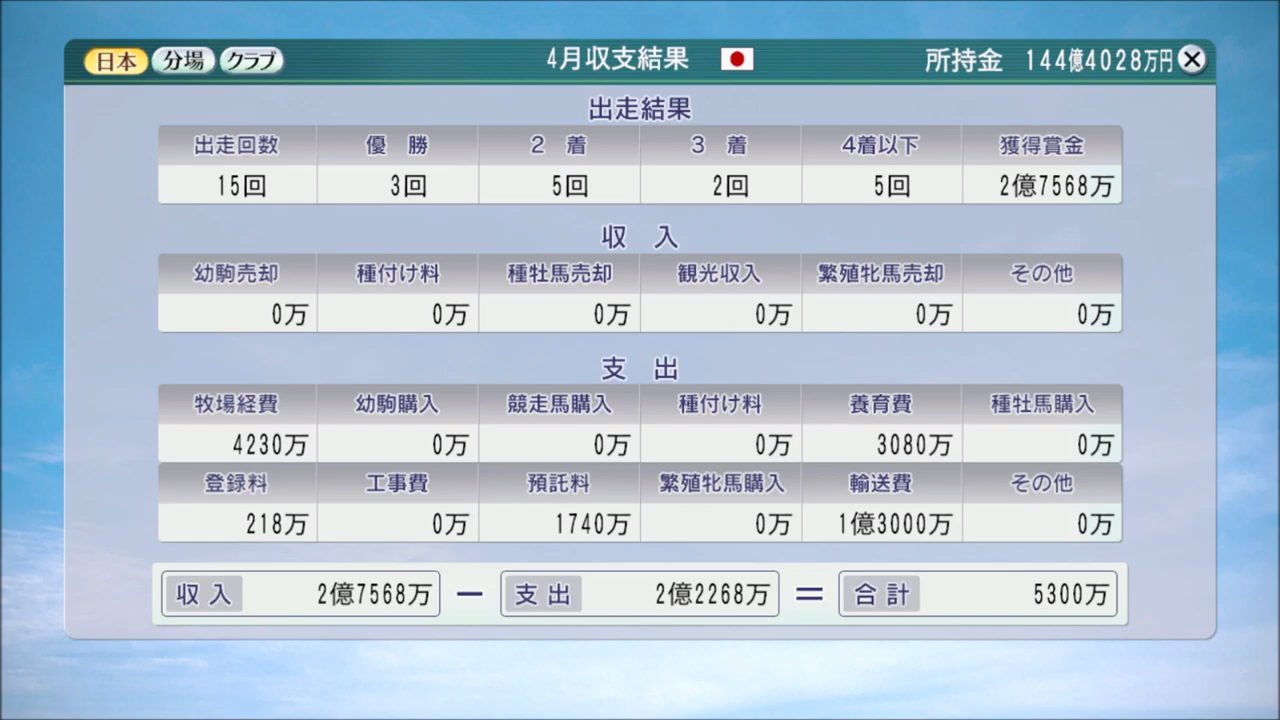 日本 分場 クラブ 4月収支結果 所持金 144億4028万円
出走結果
出走回数 優 勝 2 着 3 着 4着以下 獲得賞金
15回 3回 5回 2回 5回 2億7568万
収 入
幼駒売却 種付け料 種牡馬売却 観光収入 繁殖牝馬売却 その他
0万 0万 0万 0万 0万 0万
支 出
牧場経費 幼駒購入 競走馬購入 種付け料 養育費 種牡馬購入
4230万 0万 0万 0万 3080万 0万
登録料 工事費 預託料 繁殖牝馬購入 輸送費 その他
218万 0万 1740万 0万 1億3000万 0万
収 入 2億7568万 － 支 出 2億2268万 ＝ 合 計 5300万